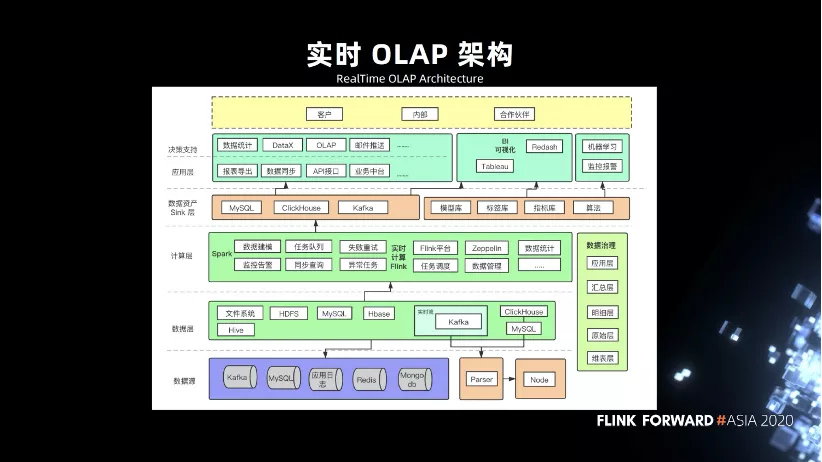 实时 OLAP 架构
RealTime OLAP Architecture
客户 内部 合作伙伴
决策支持
数据统计 DataX OLAP 邮件推送 ......
BI
可视化
Redash
Tableau
机器学习
监控报警
应用层
报表导出 数据同步 API接口 业务中台 ......
数据资产
Sink 层
MySQL ClickHouse Kafka
模型库 标签库 指标库 算法
计算层
Spark
数据建模 任务队列 失败重试
监控告警 同步查询 异常任务
实时
计算
Flink
Flink平台 Zeppelin 数据统计
任务调度 数据管理 ......
数据治理
应用层
汇总层
明细层
原始层
维表层
数据层
文件系统 HDFS MySQL Hbase
Hive
实时流
Kafka
ClickHouse
MySQL
数据源
Kafka MySQL 应用日志 Redis Mongodb
Parser Node
FLINK FORWARD #ASIA 2020